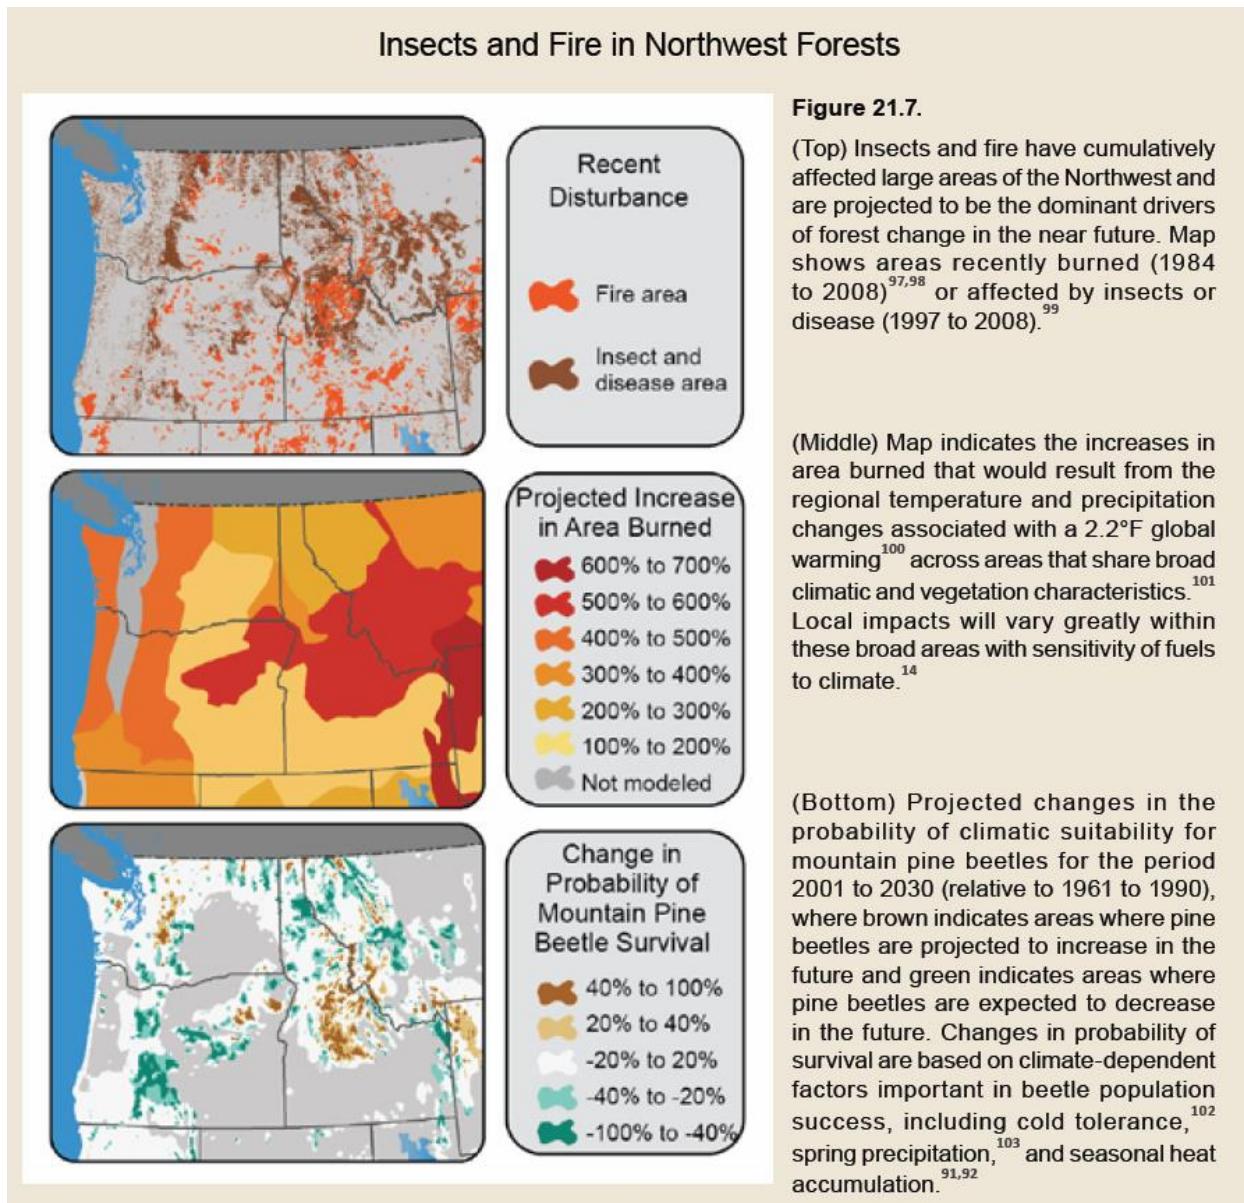 Insects and Fire in Northwest Forests
Recent
Disturbance
Fire area
Insect and
disease area
Projected Increase
in Area Burned
600% to 700%
500% to 600%
400% to 500%
300% to 400%
200% to 300%
100% to 200%
Not modeled
Change in
Probability of
Mountain Pine
Beetle Survival
40% to 100%
20% to 40%
-20% to 20%
-40% to -20%
-100% to -40%
Figure 21.7.
(Top) Insects and fire have cumulatively
affected large areas of the Northwest and
are projected to be the dominant drivers
of forest change in the near future. Map
shows areas recently burned (1984
to 2008)97,98 or affected by insects or
disease (1997 to 2008).99
(Middle) Map indicates the increases in
area burned that would result from the
regional temperature and precipitation
changes associated with a 2.2°F global
warming100 across areas that share broad
climatic and vegetation characteristics.101
Local impacts will vary greatly within
these broad areas with sensitivity of fuels
to climate.14
(Bottom) Projected changes in the
probability of climatic suitability for
mountain pine beetles for the period
2001 to 2030 (relative to 1961 to 1990),
where brown indicates areas where pine
beetles are projected to increase in the
future and green indicates areas where
pine beetles are expected to decrease
in the future. Changes in probability of
survival are based on climate-dependent
factors important in beetle population
success, including cold tolerance,102
spring precipitation,103 and seasonal heat
accumulation.91,92